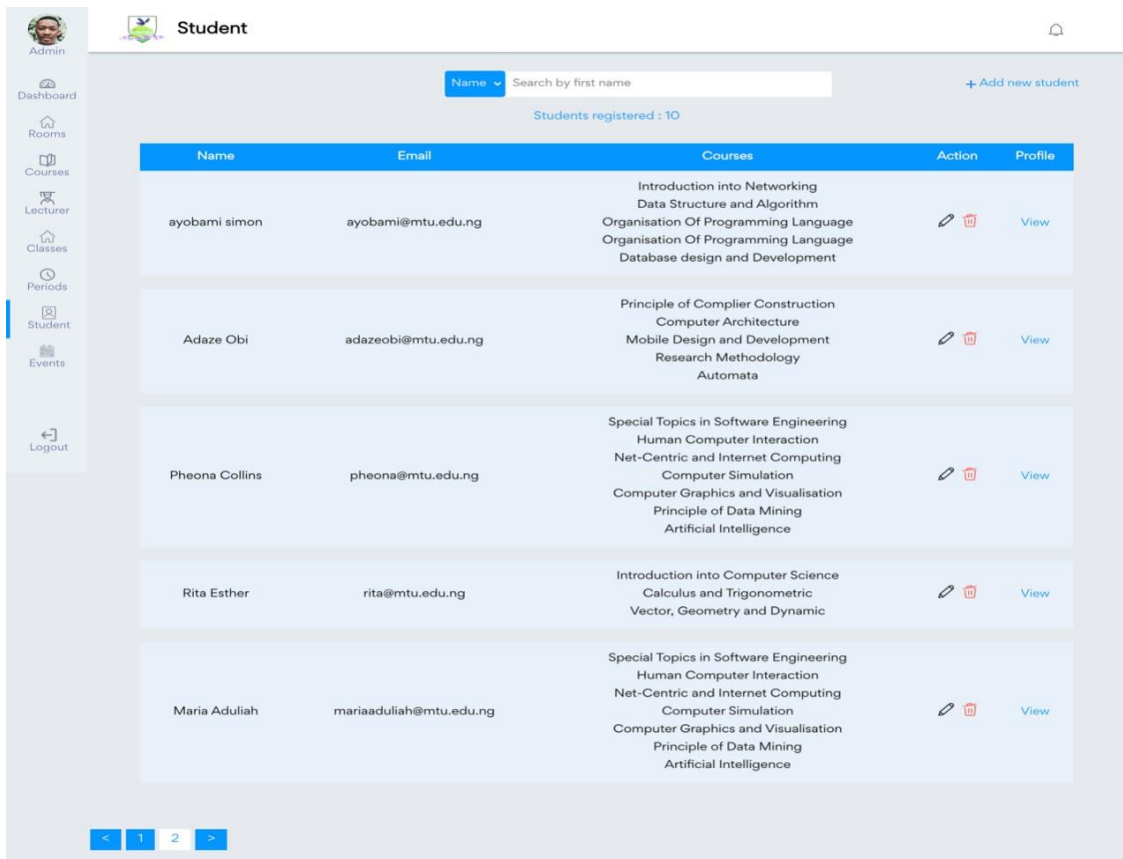 Admin
Dashboard
Rooms
Courses
Lecturer
Classes
Periods
Student
Events
Logout
Student
Name
Search by first name
+ Add new student
Students registered : 10
Name Email Courses Action Profile
Introduction into Networking
Data Structure and Algorithm
ayobami simon ayobami@mtu.edu.ng Organisation Of Programming Language View
Organisation Of Programming Language
Database design and Development
Principle of Complier Construction
Computer Architecture
Adaze Obi adazeobi@mtu.edu.ng Mobile Design and Development View
Research Methodology
Automata
Special Topics in Software Engineering
Human Computer Interaction
Net-Centric and Internet Computing
Pheona Collins pheona@mtu.edu.ng Computer Simulation View
Computer Graphics and Visualisation
Principle of Data Mining
Artificial Intelligence
Introduction into Computer Science
Rita Esther rita@mtu.edu.ng Calculus and Trigonometric View
Vector, Geometry and Dynamic
Special Topics in Software Engineering
Human Computer Interaction
Net-Centric and Internet Computing
Maria Aduliah mariaaduliah@mtu.edu.ng Computer Simulation View
Computer Graphics and Visualisation
Principle of Data Mining
Artificial Intelligence
< 1 2 >